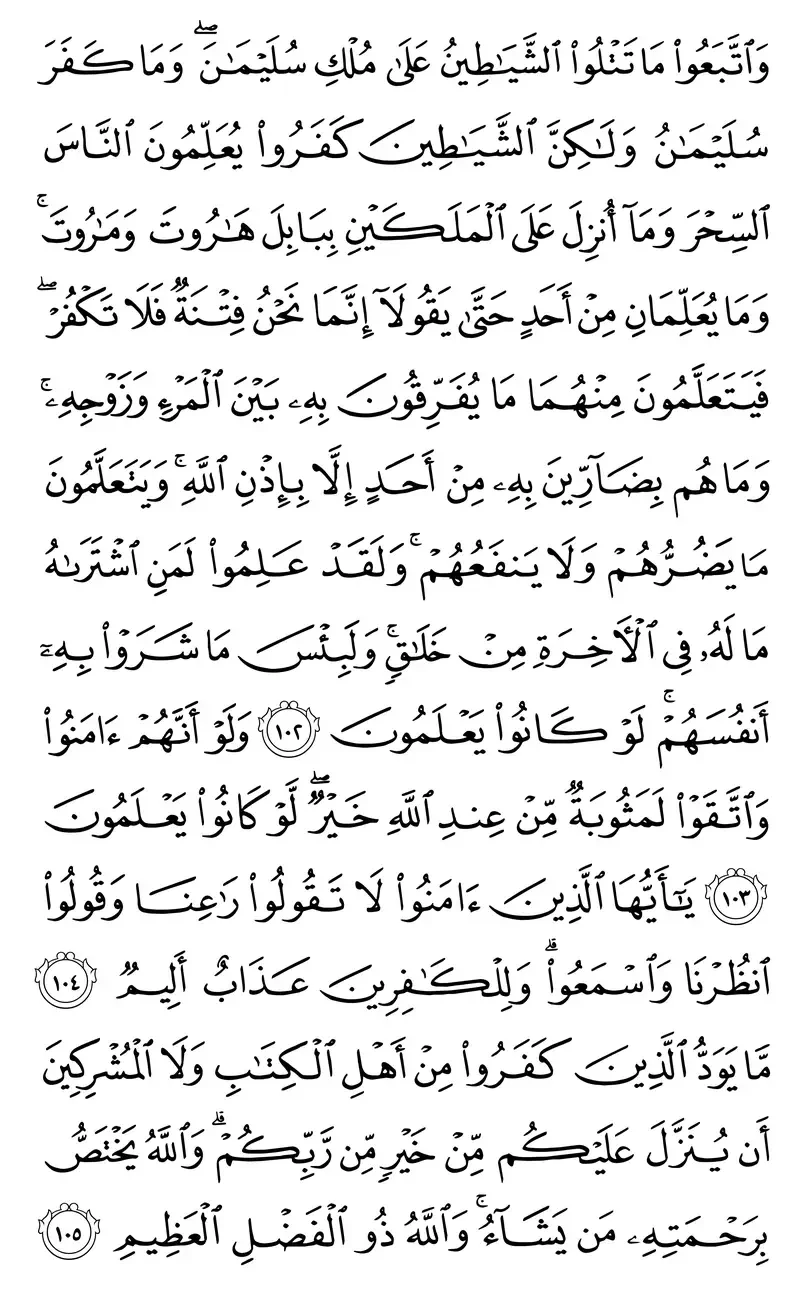 وَٱتَّبَعُوا۟ مَا تَتْلُوا۟ ٱلشَّيَـٰطِينُ عَلَىٰ مُلْكِ سُلَيْمَـٰنَ ۖ وَمَا كَفَرَ
سُلَيْمَـٰنُ وَلَـٰكِنَّ ٱلشَّيَـٰطِينَ كَفَرُوا۟ يُعَلِّمُونَ ٱلنَّاسَ
ٱلسِّحْرَ وَمَآ أُنزِلَ عَلَى ٱلْمَلَكَيْنِ بِبَابِلَ هَـٰرُوتَ وَمَـٰرُوتَ ۚ
وَمَا يُعَلِّمَانِ مِنْ أَحَدٍ حَتَّىٰ يَقُولَآ إِنَّمَا نَحْنُ فِتْنَةٌ فَلَا تَكْفُرْ ۖ
فَيَتَعَلَّمُونَ مِنْهُمَا مَا يُفَرِّقُونَ بِهِۦ بَيْنَ ٱلْمَرْءِ وَزَوْجِهِۦ ۚ
وَمَا هُم بِضَآرِّينَ بِهِۦ مِنْ أَحَدٍ إِلَّا بِإِذْنِ ٱللَّهِ ۚ وَيَتَعَلَّمُونَ
مَا يَضُرُّهُمْ وَلَا يَنفَعُهُمْ ۚ وَلَقَدْ عَلِمُوا۟ لَمَنِ ٱشْتَرَىٰهُ
مَا لَهُۥ فِى ٱلْـَٔاخِرَةِ مِنْ خَلَـٰقٍ ۚ وَلَبِئْسَ مَا شَرَوْا۟ بِهِۦٓ
أَنفُسَهُمْ ۚ لَوْ كَانُوا۟ يَعْلَمُونَ ١٠٢ وَلَوْ أَنَّهُمْ ءَامَنُوا۟
وَٱتَّقَوْا۟ لَمَثُوبَةٌ مِّنْ عِندِ ٱللَّهِ خَيْرٌ ۖ لَّوْ كَانُوا۟ يَعْلَمُونَ
١٠٣ يَـٰٓأَيُّهَا ٱلَّذِينَ ءَامَنُوا۟ لَا تَقُولُوا۟ رَٰعِنَا وَقُولُوا۟
ٱنظُرْنَا وَٱسْمَعُوا۟ ۗ وَلِلْكَـٰفِرِينَ عَذَابٌ أَلِيمٌ ١٠٤
مَّا يَوَدُّ ٱلَّذِينَ كَفَرُوا۟ مِنْ أَهْلِ ٱلْكِتَـٰبِ وَلَا ٱلْمُشْرِكِينَ
أَن يُنَزَّلَ عَلَيْكُم مِّنْ خَيْرٍ مِّن رَّبِّكُمْ ۗ وَٱللَّهُ يَخْتَصُّ
بِرَحْمَتِهِۦ مَن يَشَآءُ ۚ وَٱللَّهُ ذُو ٱلْفَضْلِ ٱلْعَظِيمِ ١٠٥